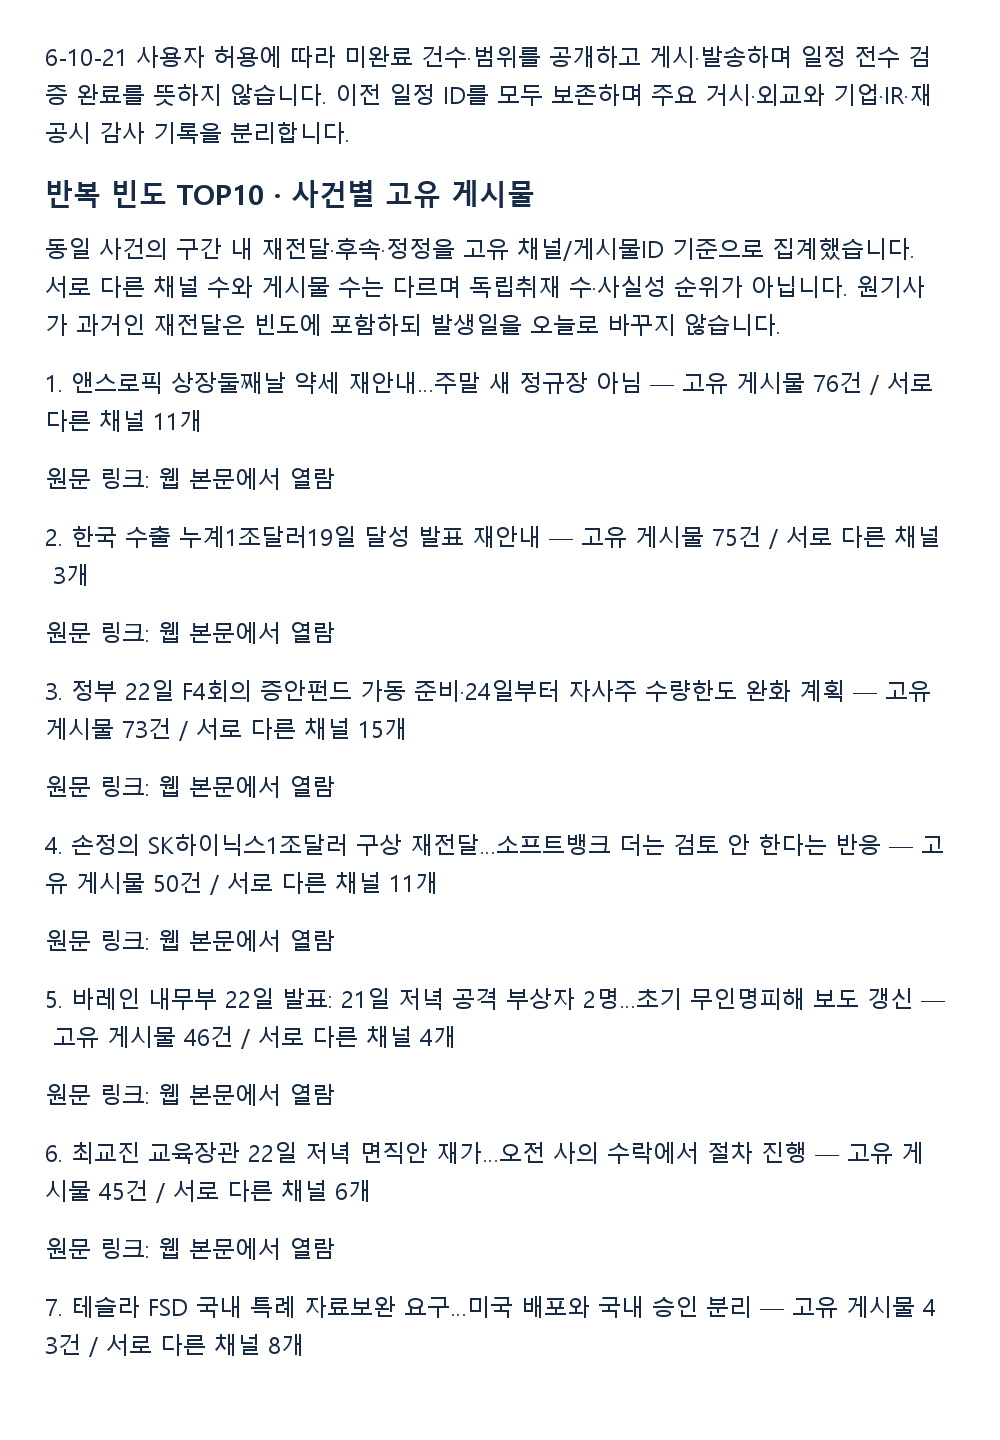 6-10-21 사용자 허용에 따라 미완료 건수·범위를 공개하고 게시·발송하며 일정 전수 검
증 완료를 뜻하지 않습니다. 이전 일정 ID를 모두 보존하며 주요 거시·외교와 기업·IR·재
공시 감사 기록을 분리합니다.
반복 빈도 TOP10 · 사건별 고유 게시물
동일 사건의 구간 내 재전달·후속·정정을 고유 채널/게시물ID 기준으로 집계했습니다.
서로 다른 채널 수와 게시물 수는 다르며 독립취재 수·사실성 순위가 아닙니다. 원기사
가 과거인 재전달은 빈도에 포함하되 발생일을 오늘로 바꾸지 않습니다.
1. 앤스로픽 상장둘째날 약세 재안내…주말 새 정규장 아님 — 고유 게시물 76건 / 서로
다른 채널 11개
원문 링크: 웹 본문에서 열람
2. 한국 수출 누계1조달러19일 달성 발표 재안내 — 고유 게시물 75건 / 서로 다른 채널
3개
원문 링크: 웹 본문에서 열람
3. 정부 22일 F4회의 증안펀드 가동 준비·24일부터 자사주 수량한도 완화 계획 — 고유
게시물 73건 / 서로 다른 채널 15개
원문 링크: 웹 본문에서 열람
4. 손정의 SK하이닉스1조달러 구상 재전달…소프트뱅크 더는 검토 안 한다는 반응 — 고
유 게시물 50건 / 서로 다른 채널 11개
원문 링크: 웹 본문에서 열람
5. 바레인 내무부 22일 발표: 21일 저녁 공격 부상자 2명…초기 무인명피해 보도 갱신 —
고유 게시물 46건 / 서로 다른 채널 4개
원문 링크: 웹 본문에서 열람
6. 최교진 교육장관 22일 저녁 면직안 재가…오전 사의 수락에서 절차 진행 — 고유 게
시물 45건 / 서로 다른 채널 6개
원문 링크: 웹 본문에서 열람
7. 테슬라 FSD 국내 특례 자료보완 요구…미국 배포와 국내 승인 분리 — 고유 게시물 4
3건 / 서로 다른 채널 8개